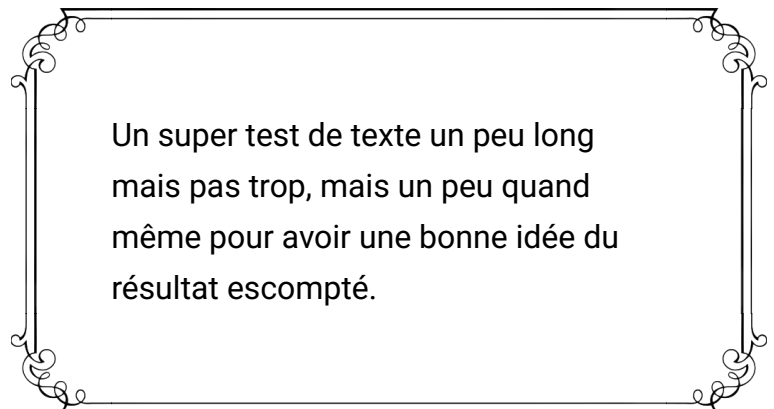 Un super test de texte un peu long
mais pas trop, mais un peu quand
même pour avoir une bonne idée du
résultat escompté.